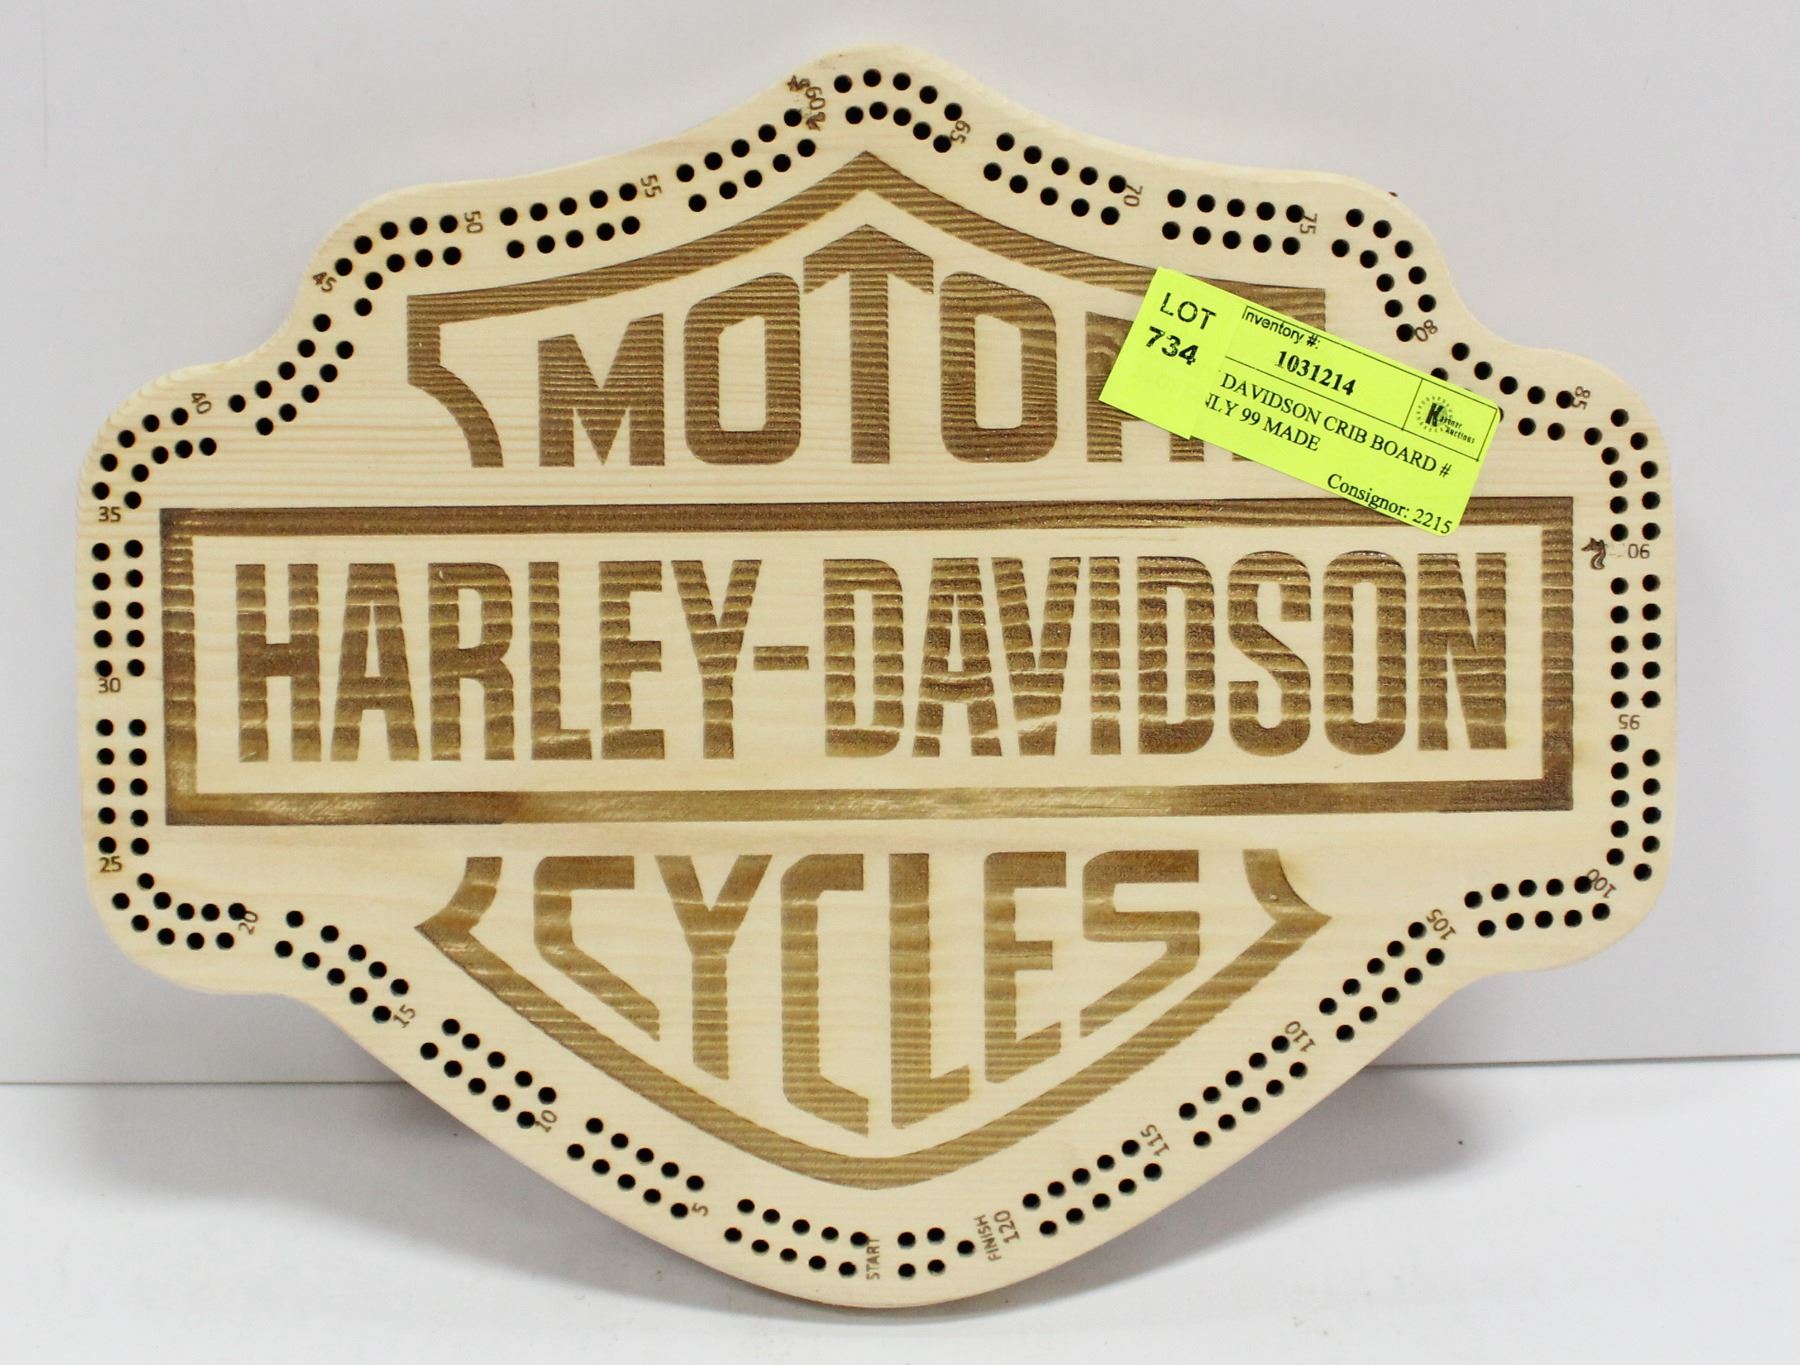 MOTOR
HARLEY-DAVIDSON
CYCLES
LOT
734
Inventory #:
1031214
DAVIDSON CRIB BOARD #
NLY 99 MADE
Consignor: 2215
START
5
10
15
20
25
30
35
40
45
50
55
60
65
70
75
80
85
90
95
100
105
110
115
120
FINISH